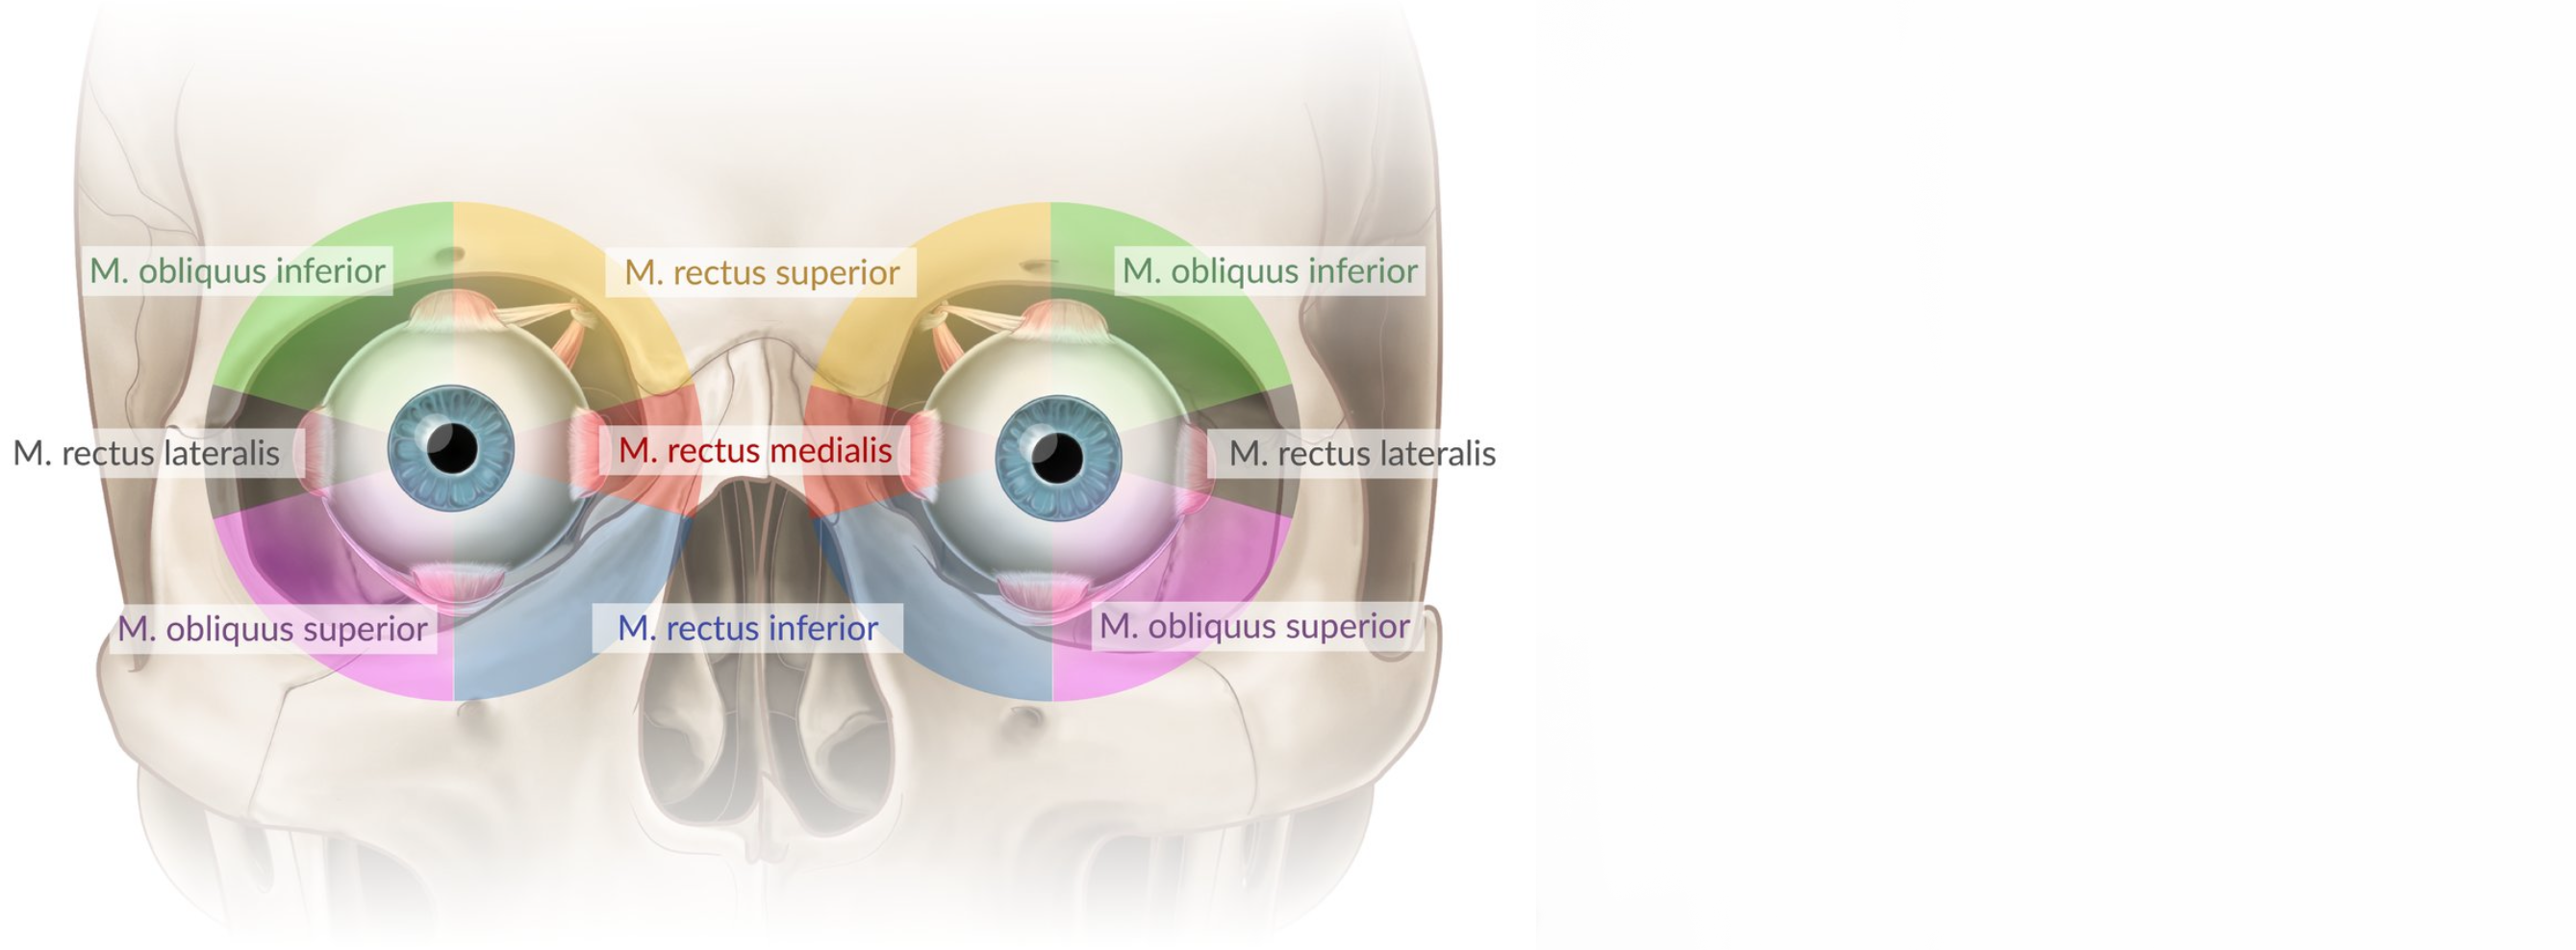 M. obliquus inferior
M. rectus superior
M. obliquus inferior
M. rectus lateralis
M. rectus medialis
M. rectus lateralis
M. obliquus superior
M. rectus inferior
M. obliquus superior